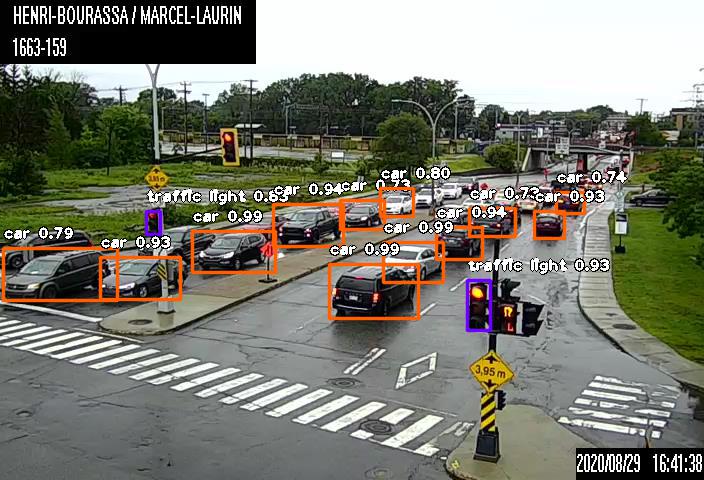 HENRI-BOURASSA / MARCEL-LAURIN
1663-159
car 0.80
car 0.94
car 0.73
car 0.74
traffic light 0.63
car 0.73
car 0.93
car 0.99
car 0.94
car 0.79
car 0.93
car 0.99
car 0.99
traffic light 0.93
3,95 m
2020/08/29 16:41:38